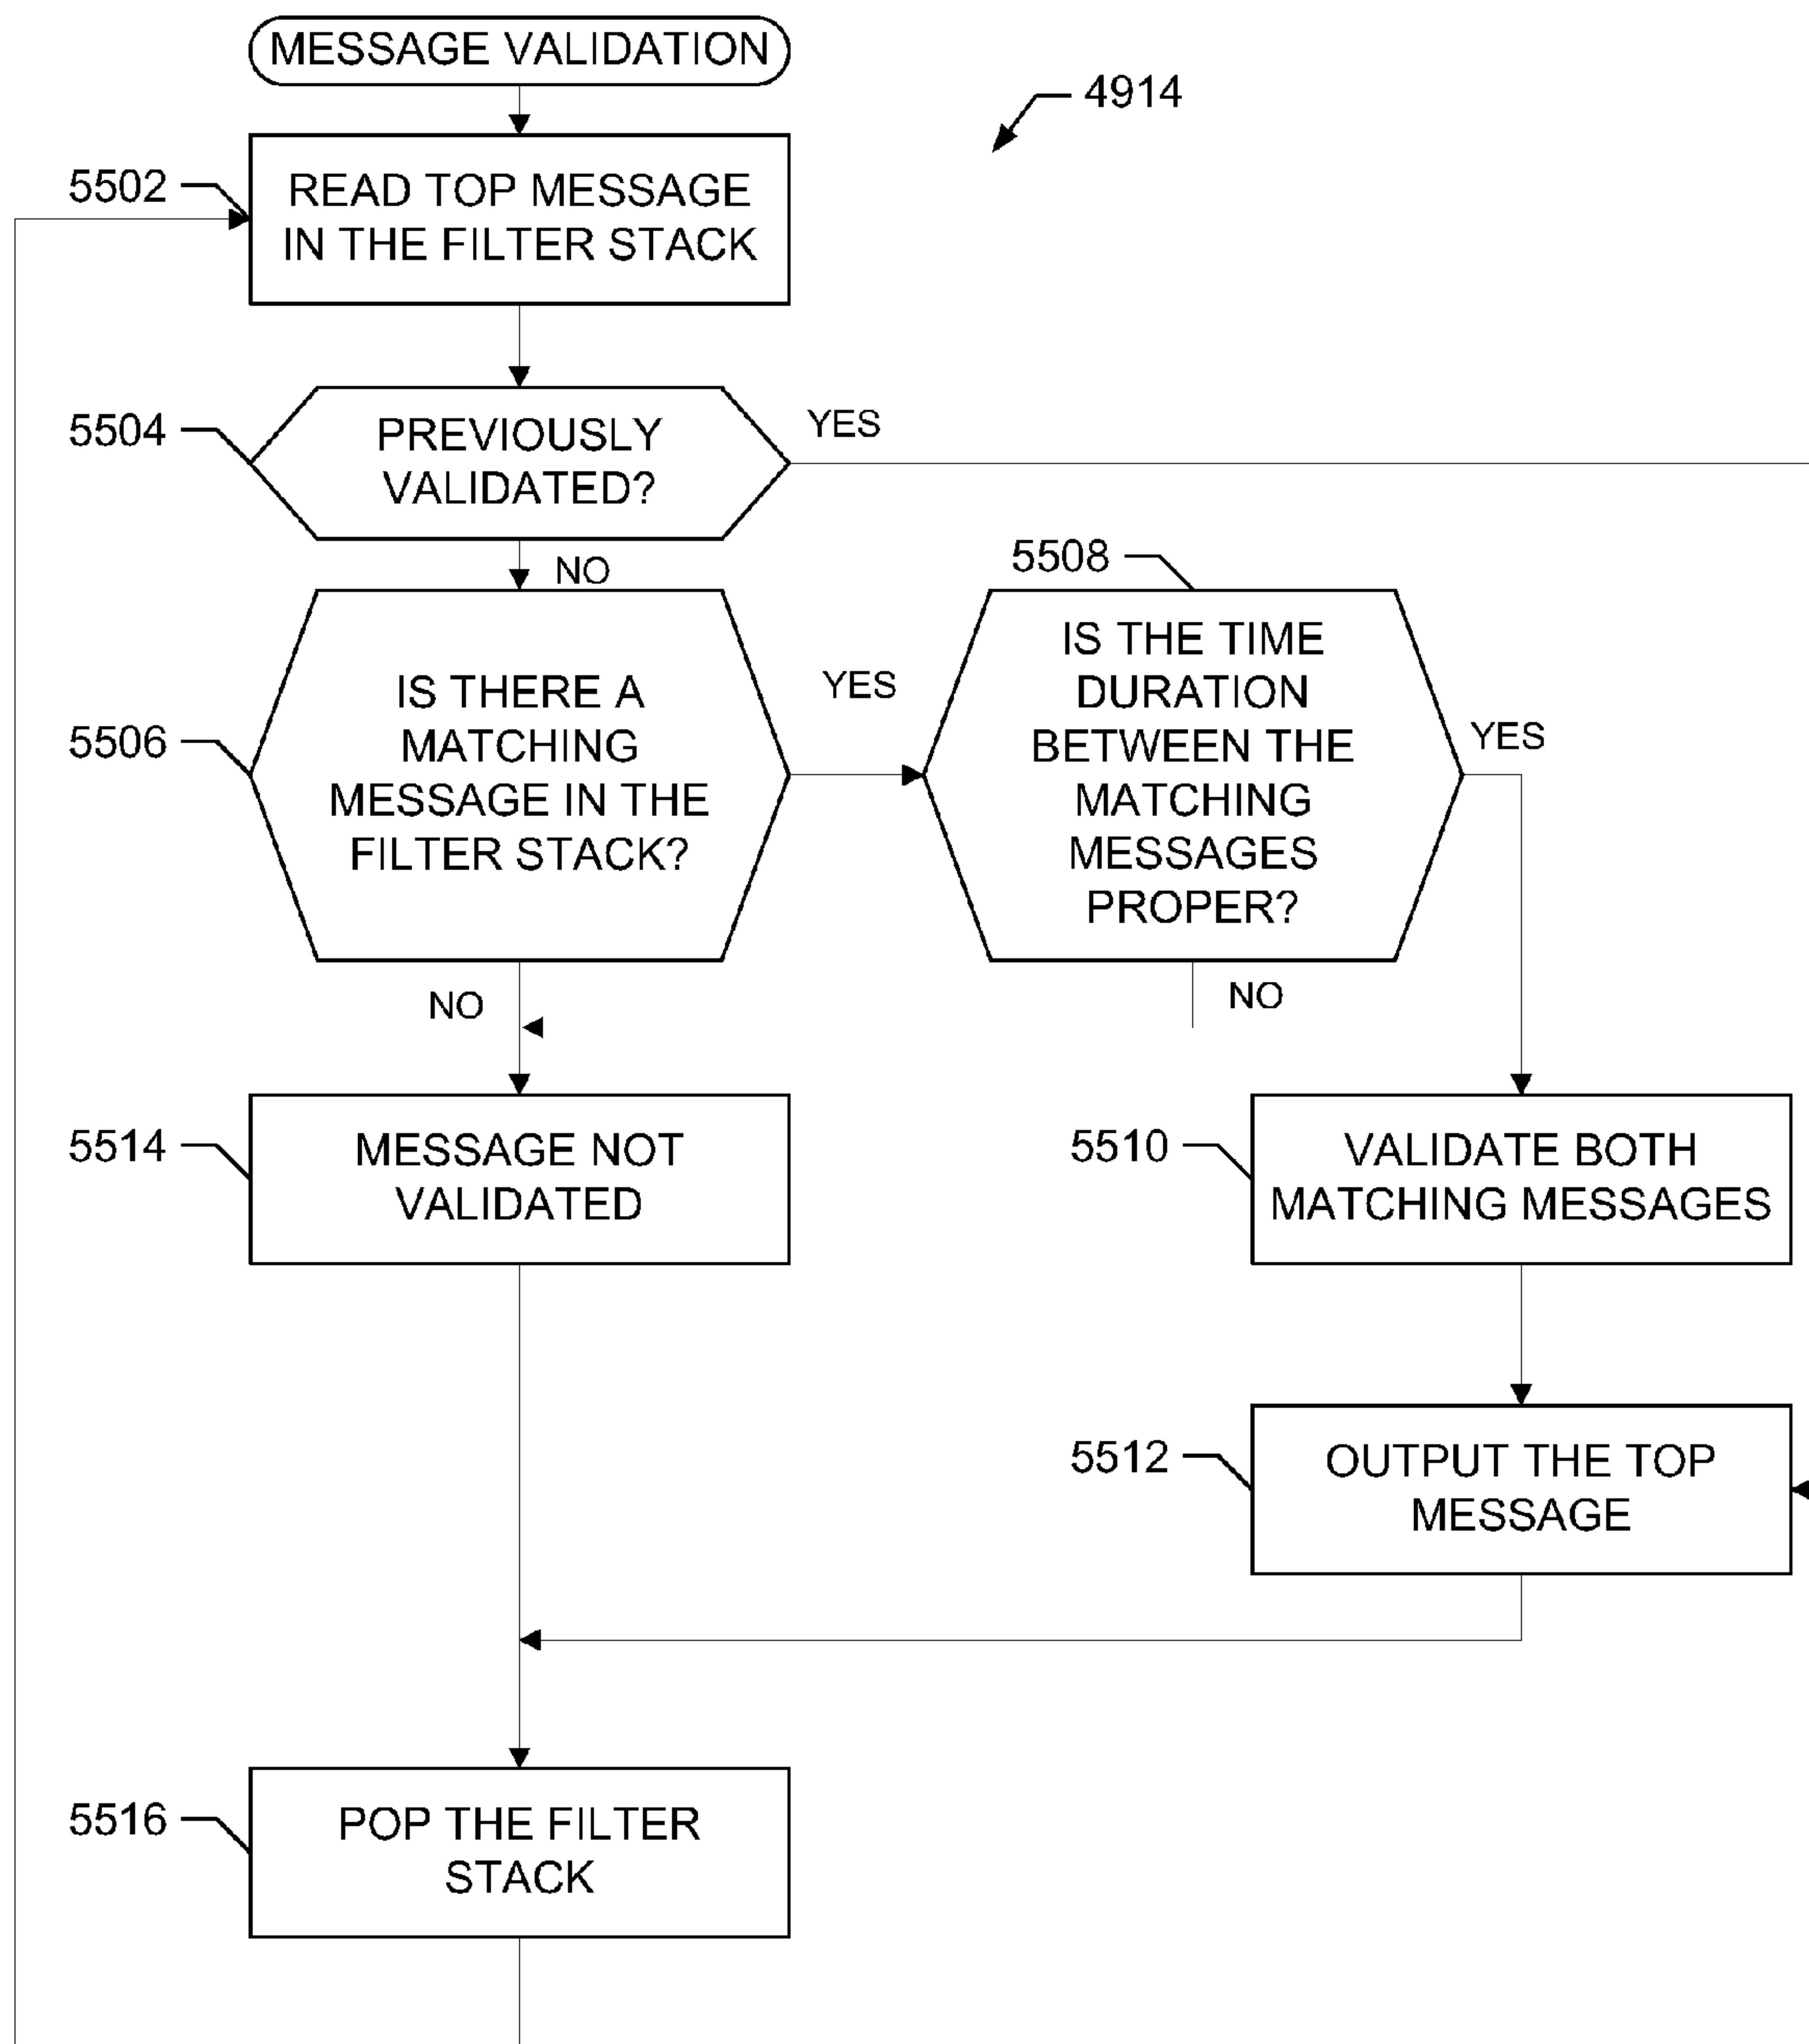 MESSAGE VALIDATION
4914
5502
READ TOP MESSAGE
IN THE FILTER STACK
5504
PREVIOUSLY
VALIDATED?
YES
NO
5506
IS THERE A
MATCHING
MESSAGE IN THE
FILTER STACK?
YES
NO
5508
IS THE TIME
DURATION
BETWEEN THE
MATCHING
MESSAGES
PROPER?
YES
NO
5514
MESSAGE NOT
VALIDATED
5510
VALIDATE BOTH
MATCHING MESSAGES
5512
OUTPUT THE TOP
MESSAGE
5516
POP THE FILTER
STACK